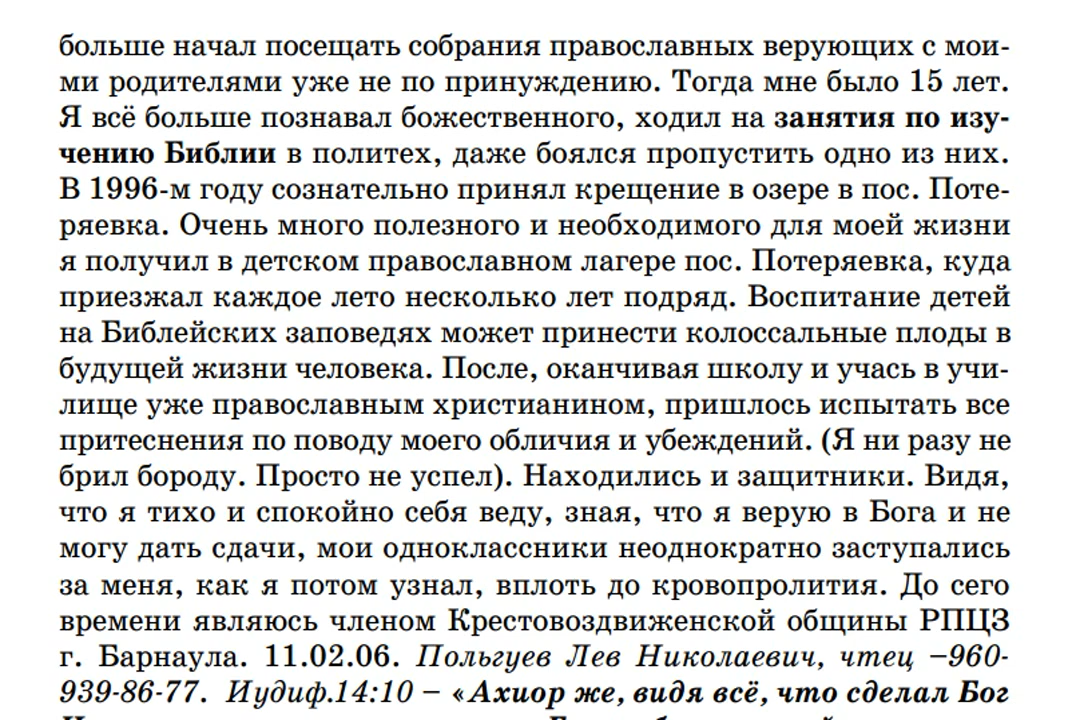 больше начал посещать собрания православных верующих с мои-
ми родителями уже не по принуждению. Тогда мне было 15 лет.
Я всё больше познавал божественного, ходил на занятия по изу-
чению Библии в политех, даже боялся пропустить одно из них.
В 1996-м году сознательно принял крещение в озере в пос. Поте-
ряевка. Очень много полезного и необходимого для моей жизни
я получил в детском православном лагере пос. Потеряевка, куда
приезжал каждое лето несколько лет подряд. Воспитание детей
на Библейских заповедях может принести колоссальные плоды в
будущей жизни человека. После, оканчивая школу и учась в учи-
лище уже православным христианином, пришлось испытать все
притеснения по поводу моего обличия и убеждений. (Я ни разу не
брил бороду. Просто не успел). Находились и защитники. Видя,
что я тихо и спокойно себя веду, зная, что я верую в Бога и не
могу дать сдачи, мои одноклассники неоднократно заступались
за меня, как я потом узнал, вплоть до кровопролития. До сего
времени являюсь членом Крестовоздвиженской общины РПЦЗ
г. Барнаула. 11.02.06. Польгуев Лев Николаевич, чтец –960-
939-86-77. Иудиф.14:10 – «Ахиор же, видя всё, что сделал Бог